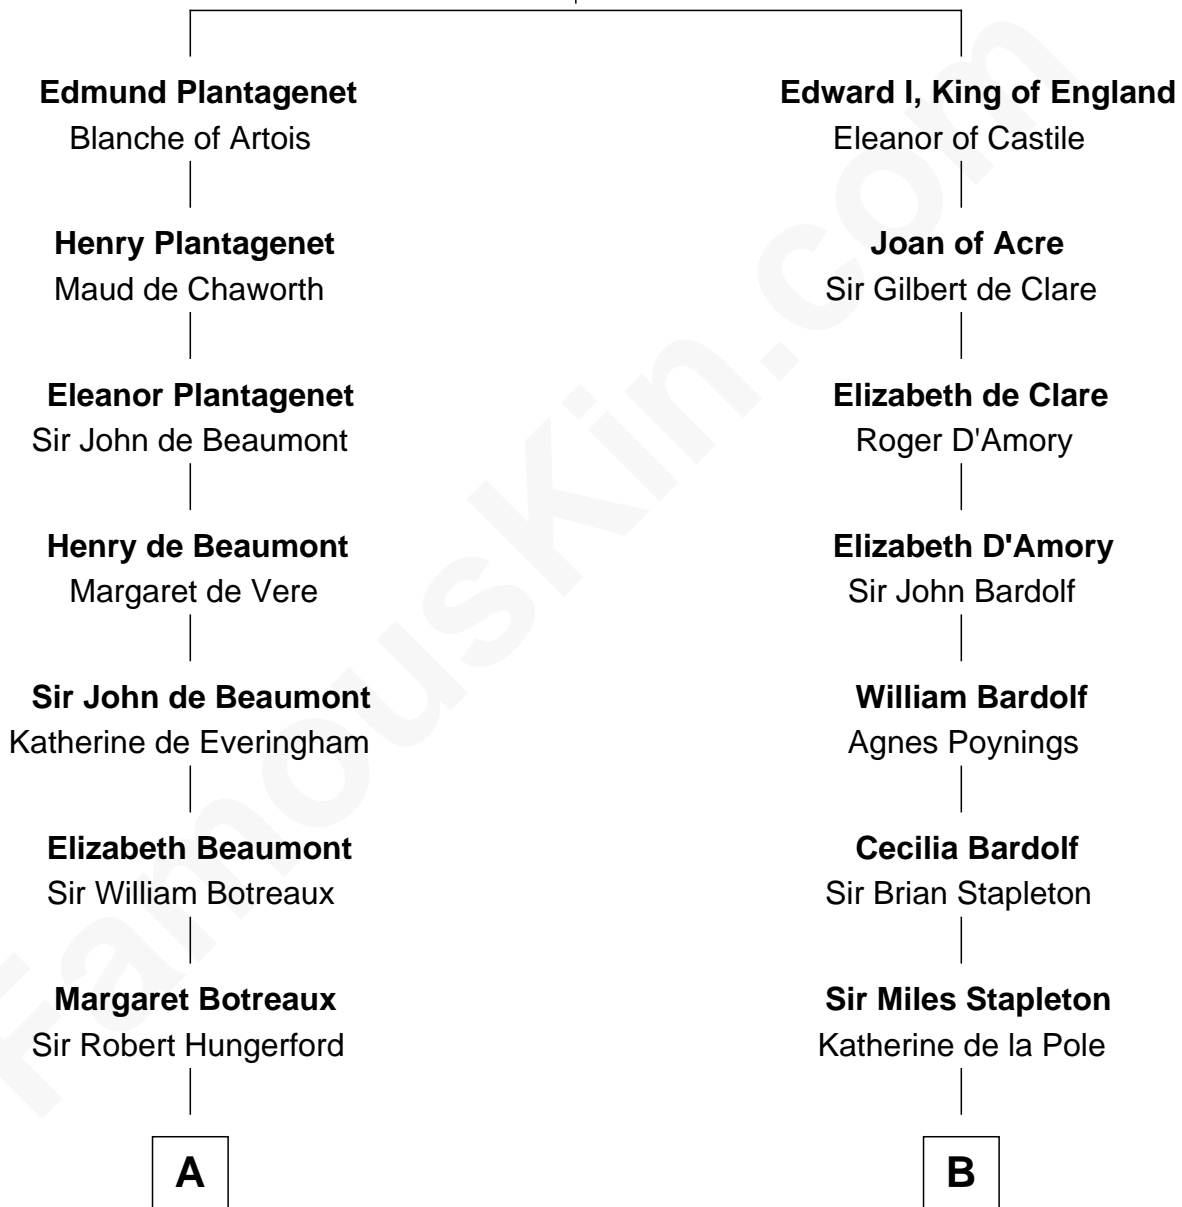 Edmund Plantagenet
Blanche of Artois
Henry Plantagenet
Maud de Chaworth
Eleanor Plantagenet
Sir John de Beaumont
Henry de Beaumont
Margaret de Vere
Sir John de Beaumont
Katherine de Everingham
Elizabeth Beaumont
Sir William Botreaux
Margaret Botreaux
Sir Robert Hungerford
A
Edward I, King of England
Eleanor of Castile
Joan of Acre
Sir Gilbert de Clare
Elizabeth de Clare
Roger D'Amory
Elizabeth D'Amory
Sir John Bardolf
William Bardolf
Agnes Poynings
Cecilia Bardolf
Sir Brian Stapleton
Sir Miles Stapleton
Katherine de la Pole
B
FamousKin.com